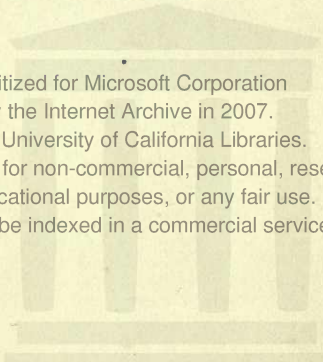 itized for Microsoft Corporation
the Internet Archive in 2007.
University of California Libraries.
for non-commercial, personal, rese
cational purposes, or any fair use.
be indexed in a commercial service